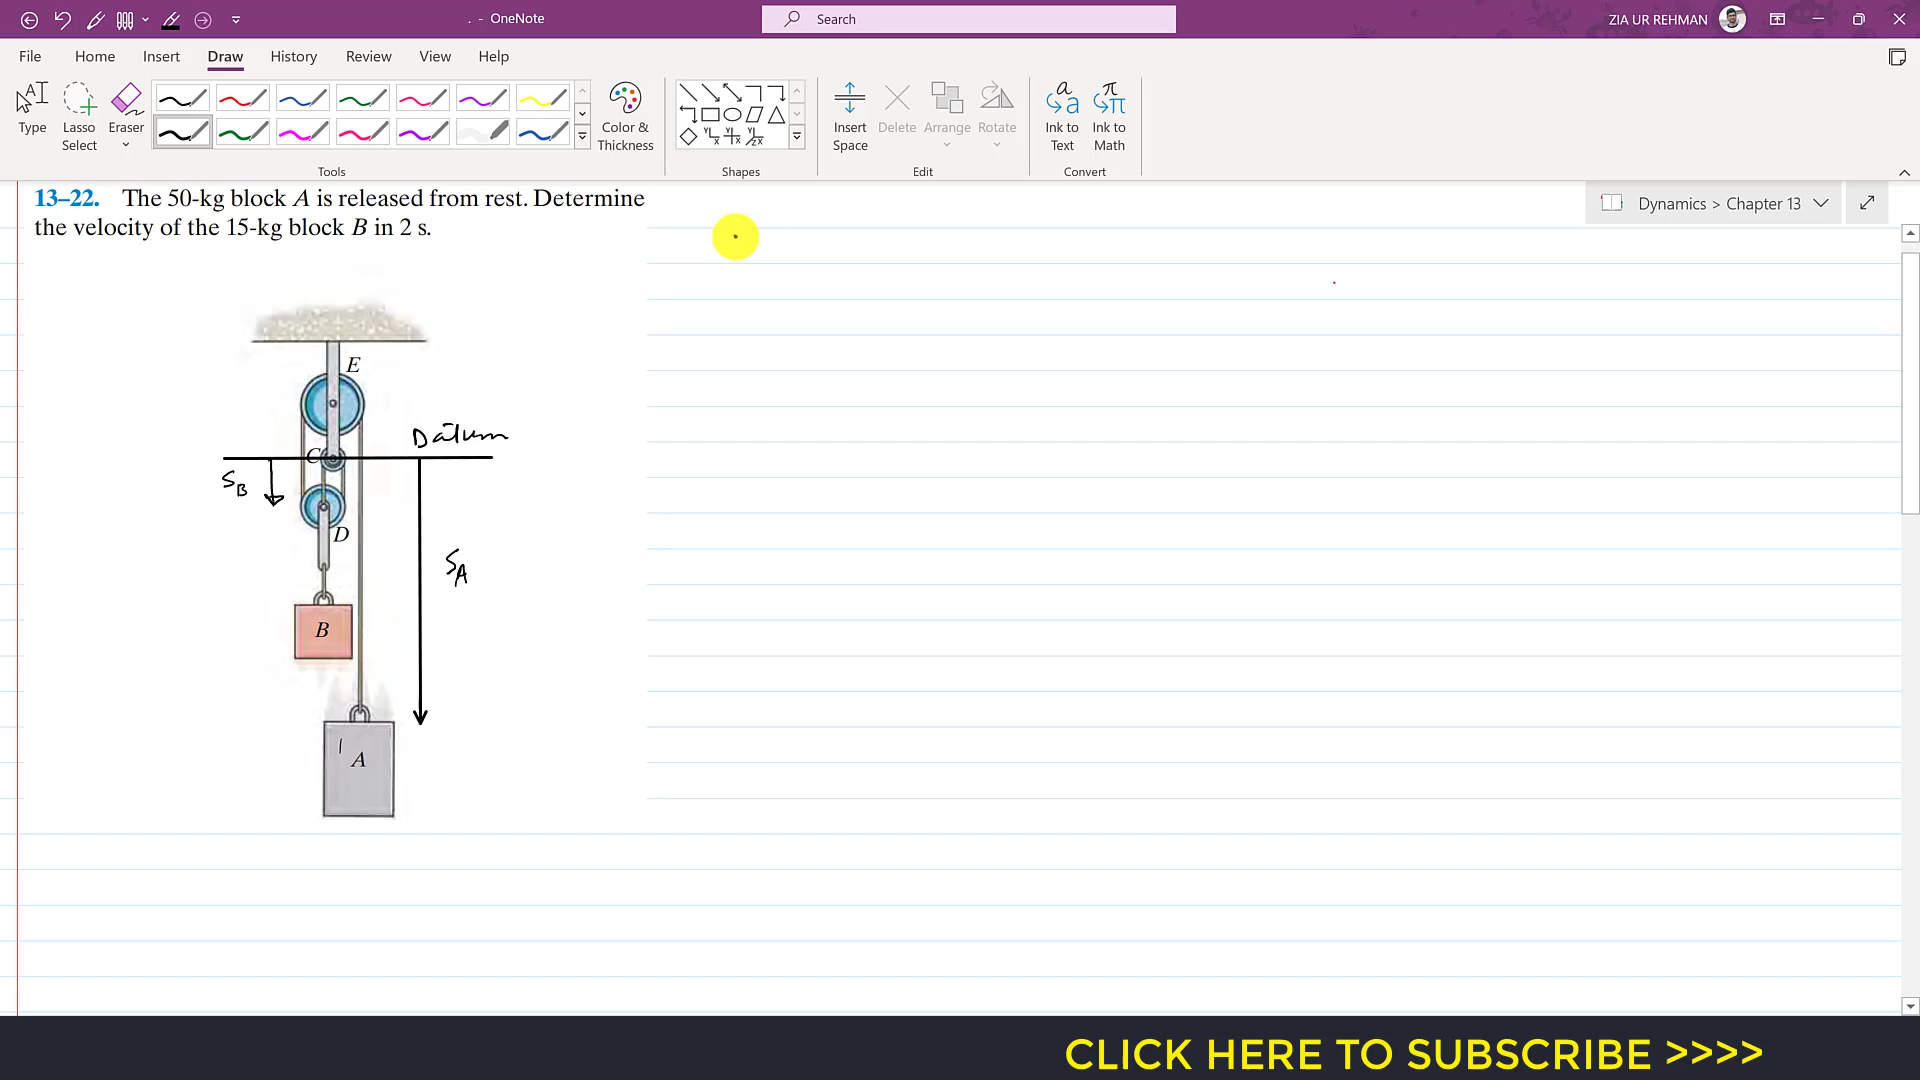 . - OneNote
Search
ZIA UR REHMAN
File Home Insert Draw History Review View Help
Type
Lasso Select
Eraser
Color & Thickness
Insert Space
Delete
Arrange
Rotate
Ink to Text
Ink to Math
Tools
Shapes
Edit
Convert
13–22. The 50-kg block A is released from rest. Determine
the velocity of the 15-kg block B in 2 s.
Dynamics > Chapter 13
E
Datum
C
S_B
D
S_A
B
A
CLICK HERE TO SUBSCRIBE >>>>